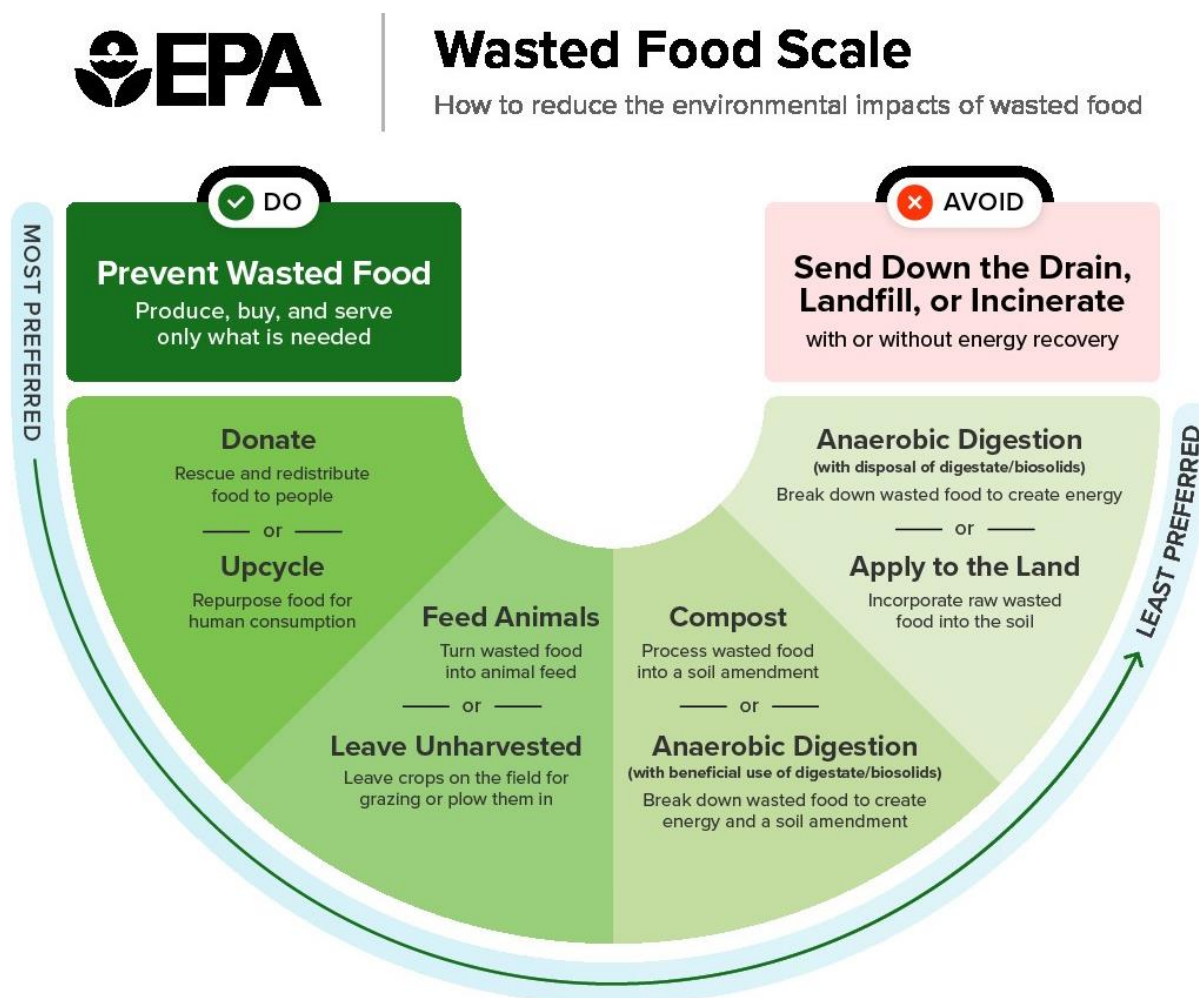 EPA
Wasted Food Scale
How to reduce the environmental impacts of wasted food
DO
Prevent Wasted Food
Produce, buy, and serve
only what is needed
AVOID
Send Down the Drain,
Landfill, or Incinerate
with or without energy recovery
MOST PREFERRED
Donate
Rescue and redistribute
food to people
or
Upcycle
Repurpose food for
human consumption
Feed Animals
Turn wasted food
into animal feed
or
Leave Unharvested
Leave crops on the field for
grazing or plow them in
Compost
Process wasted food
into a soil amendment
or
Anaerobic Digestion
(with beneficial use of digestate/biosolids)
Break down wasted food to create
energy and a soil amendment
Anaerobic Digestion
(with disposal of digestate/biosolids)
Break down wasted food to create energy
or
Apply to the Land
Incorporate raw wasted
food into the soil
LEAST PREFERRED